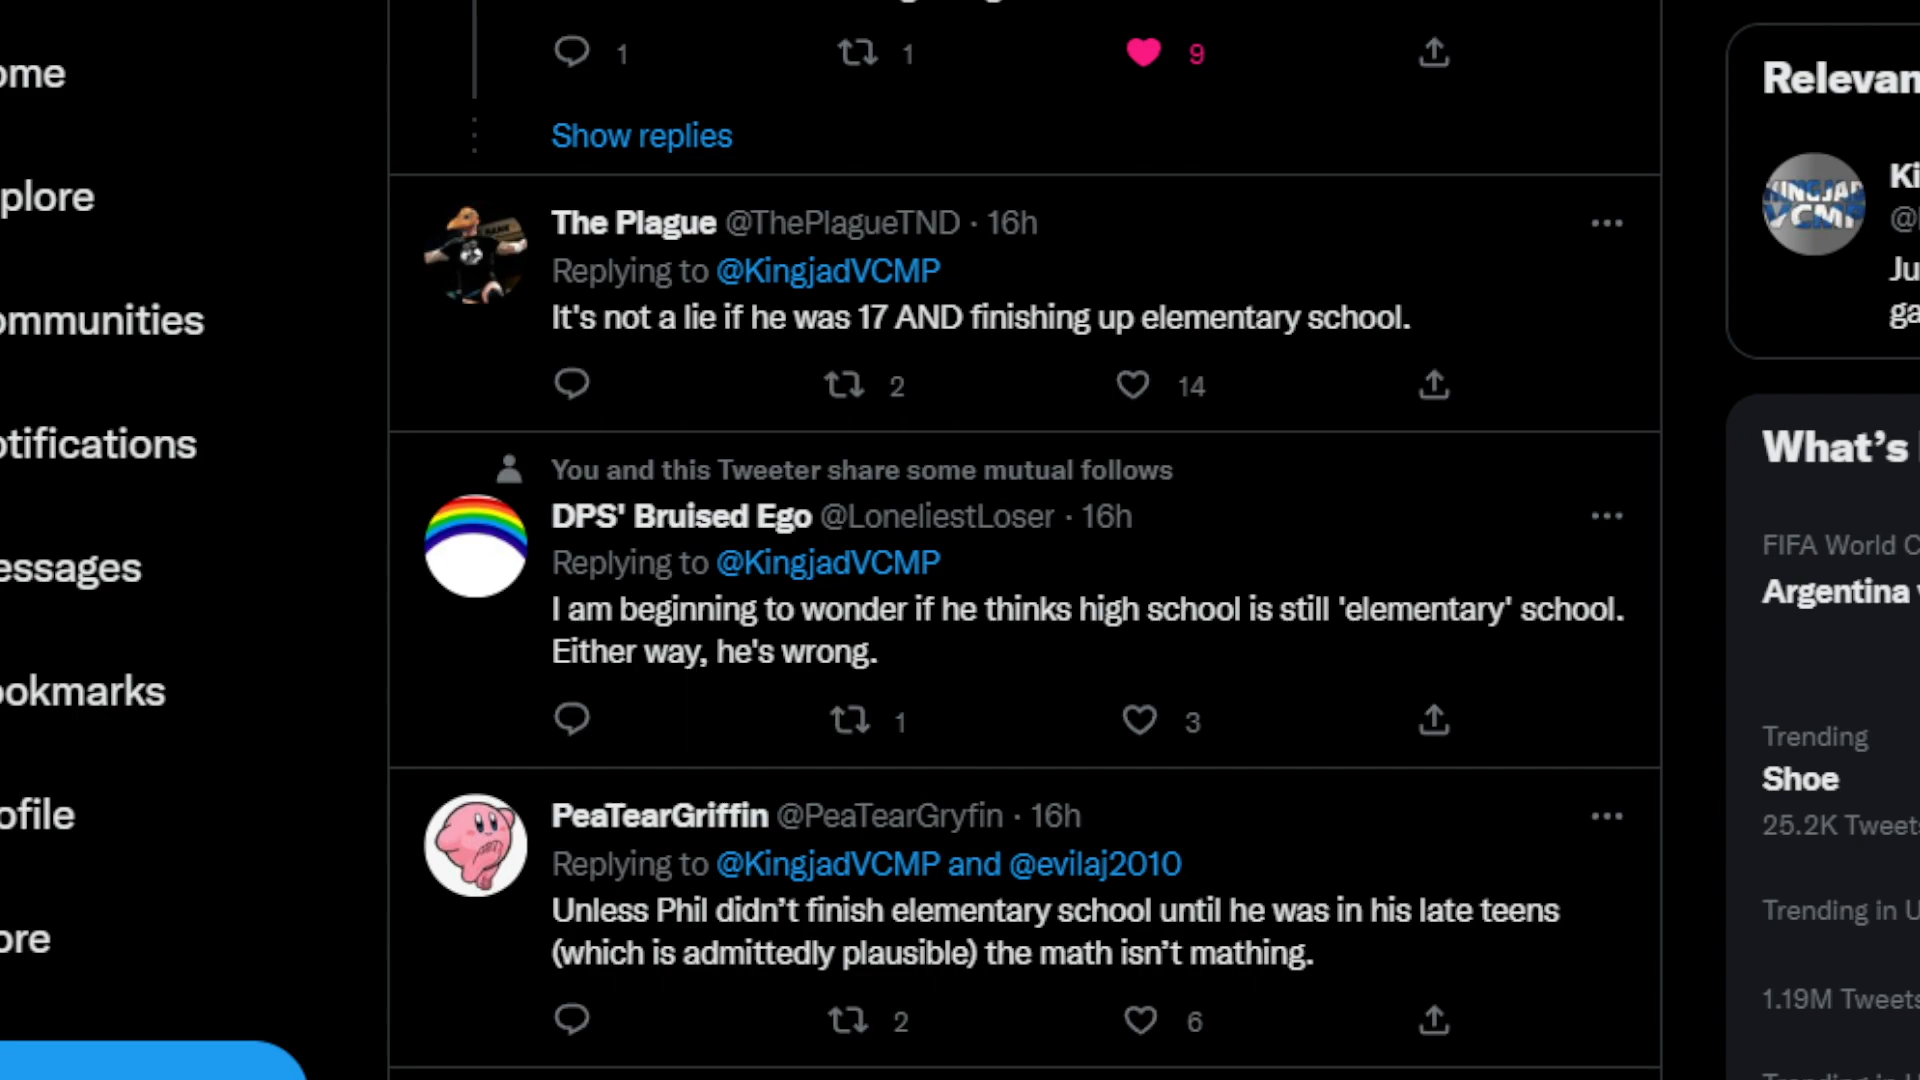 ome
plore
ommunities
otifications
essages
ookmarks
ofile
ore
1 1 9
Show replies
The Plague @ThePlagueTND · 16h
Replying to @KingjadVCMP
It's not a lie if he was 17 AND finishing up elementary school.
2 14
You and this Tweeter share some mutual follows
DPS' Bruised Ego @LoneliestLoser · 16h
Replying to @KingjadVCMP
I am beginning to wonder if he thinks high school is still 'elementary' school.
Either way, he's wrong.
1 3
PeaTearGriffin @PeaTearGryfin · 16h
Replying to @KingjadVCMP and @evilaj2010
Unless Phil didn’t finish elementary school until he was in his late teens
(which is admittedly plausible) the math isn’t mathing.
2 6
Relevan
KINGJAD
VCMP
Ki
@
Ju
ga
What’s
FIFA World C
Argentina v
Trending
Shoe
25.2K Tweets
Trending in U
1.19M Tweets